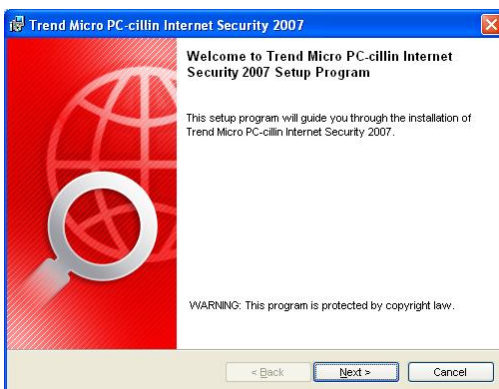 Trend Micro PC-cillin Internet Security 2007
Welcome to Trend Micro PC-cillin Internet
Security 2007 Setup Program
This setup program will guide you through the installation of
Trend Micro PC-cillin Internet Security 2007.
WARNING: This program is protected by copyright law.
< Back
Next >
Cancel